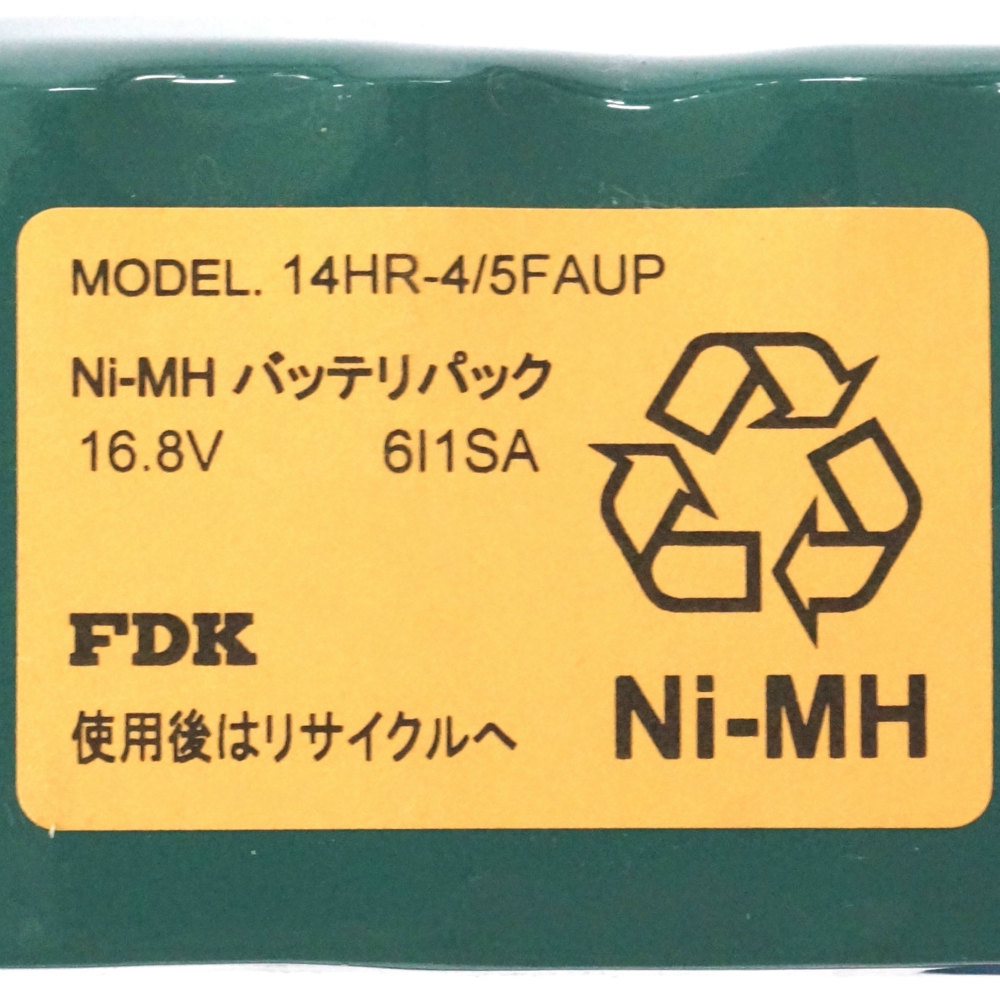 MODEL. 14HR-4/5FAUP
Ni-MH バッテリパック
16.8V 6I1SA
FDK
使用後はリサイクルへ
Ni-MH